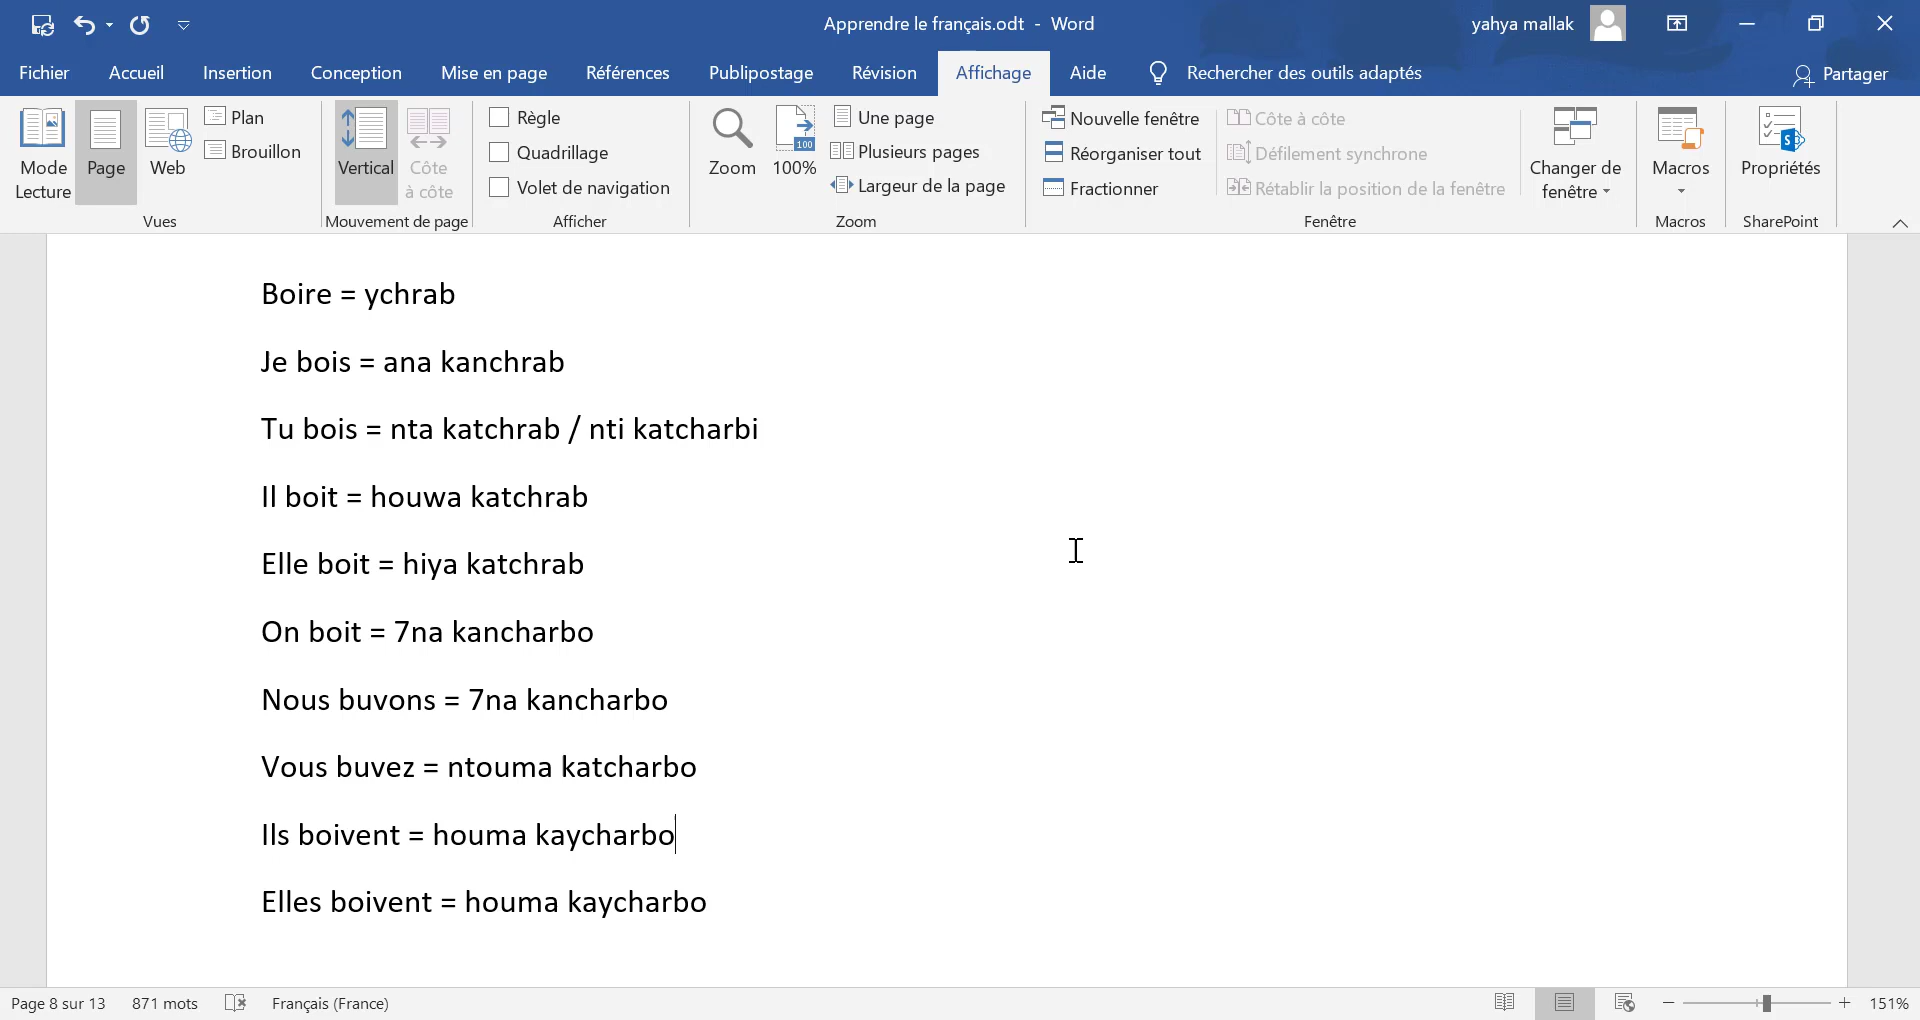 Apprendre le français.odt - Word
yahya mallak
Fichier Accueil Insertion Conception Mise en page Références Publipostage Révision Affichage Aide Rechercher des outils adaptés Partager
Mode Lecture
Page
Web
Plan
Brouillon
Vues
Vertical
Côte à côte
Mouvement de page
Règle
Quadrillage
Volet de navigation
Afficher
Zoom
100
100%
Une page
Plusieurs pages
Largeur de la page
Zoom
Nouvelle fenêtre
Réorganiser tout
Fractionner
Côte à côte
Défilement synchrone
Rétablir la position de la fenêtre
Changer de fenêtre
Fenêtre
Macros
Macros
S
Propriétés
SharePoint
Boire = ychrab
Je bois = ana kanchrab
Tu bois = nta katchrab / nti katcharbi
Il boit = houwa katchrab
Elle boit = hiya katchrab
On boit = 7na kancharbo
Nous buvons = 7na kancharbo
Vous buvez = ntouma katcharbo
Ils boivent = houma kaycharbo
Elles boivent = houma kaycharbo
Page 8 sur 13 871 mots Français (France) 151%